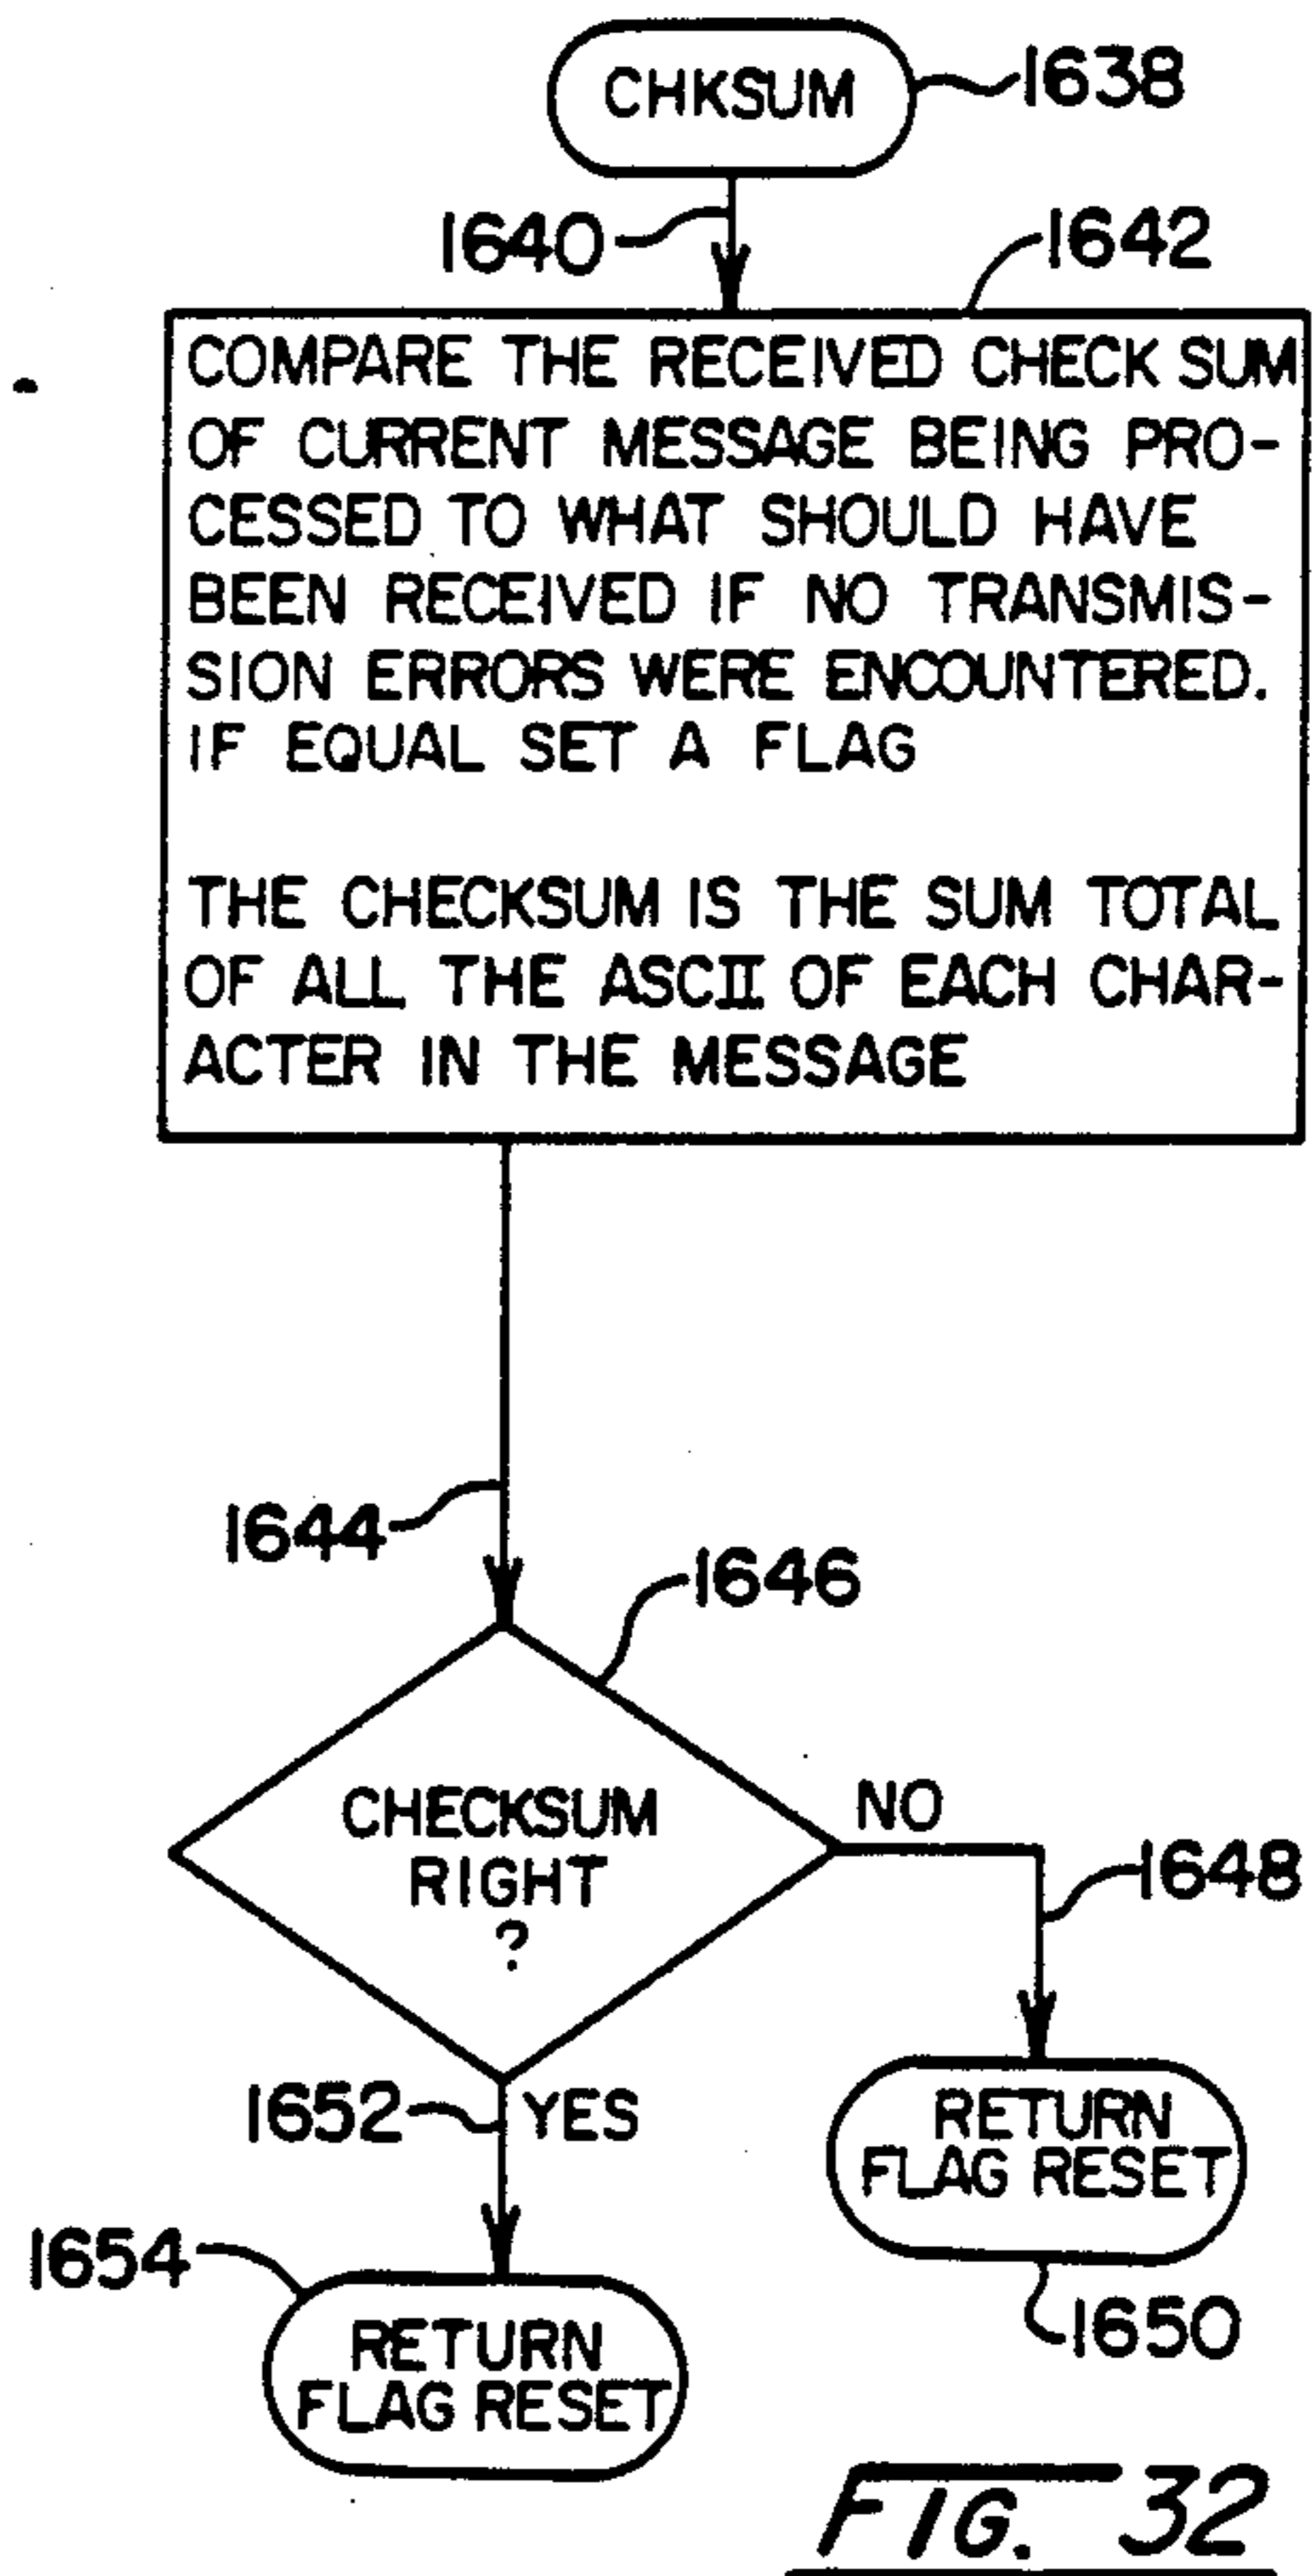 CHKSUM
1638
1640
1642
COMPARE THE RECEIVED CHECK SUM
OF CURRENT MESSAGE BEING PRO-
CESSED TO WHAT SHOULD HAVE
BEEN RECEIVED IF NO TRANSMIS-
SION ERRORS WERE ENCOUNTERED.
IF EQUAL SET A FLAG
THE CHECKSUM IS THE SUM TOTAL
OF ALL THE ASCII OF EACH CHAR-
ACTER IN THE MESSAGE
1644
1646
CHECKSUM
RIGHT
?
NO
1648
RETURN
FLAG RESET
1650
1652
YES
1654
RETURN
FLAG RESET
FIG. 32